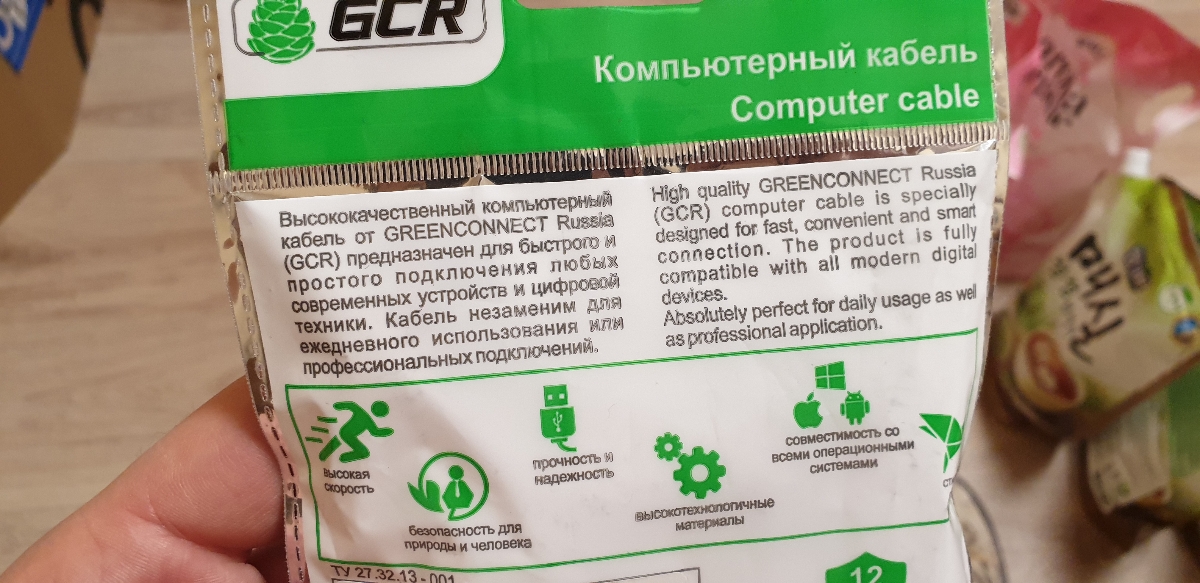 GCR
Компьютерный кабель
Computer cable
Высококачественный компьютерный
кабель от GREENCONNECT Russia
(GCR) предназначен для быстрого и
простого подключения любых
современных устройств и цифровой
техники. Кабель незаменим для
ежедневного использования или
профессиональных подключений.
High quality GREENCONNECT Russia
(GCR) computer cable is specially
designed for fast, convenient and smart
connection. The product is fully
compatible with all modern digital
devices.
Absolutely perfect for daily usage as well
as professional application.
высокая
скорость
безопасность для
природы и человека
прочность и
надежность
высокотехнологичные
материалы
совместимость со
всеми операционными
системами
ТУ 27.32.13-001
12